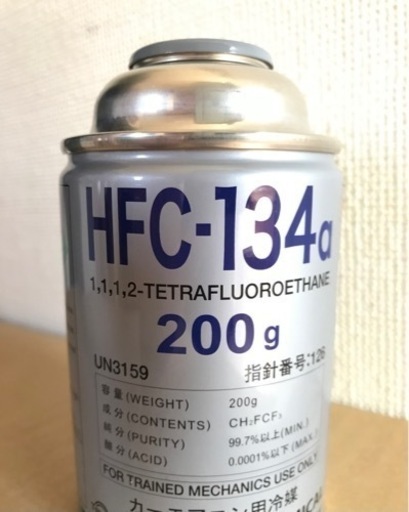 HFC-134a
1,1,1,2-TETRAFLUOROETHANE
200g
UN3159 指針番号:126
容量(WEIGHT) 200g
成分(CONTENTS) CH₂FCF₃
純分(PURITY) 99.7%以上(MIN.)
酸分(ACID) 0.0001%以下(MAX.)
FOR TRAINED MECHANICS USE ONLY
カーエアコン用冷媒